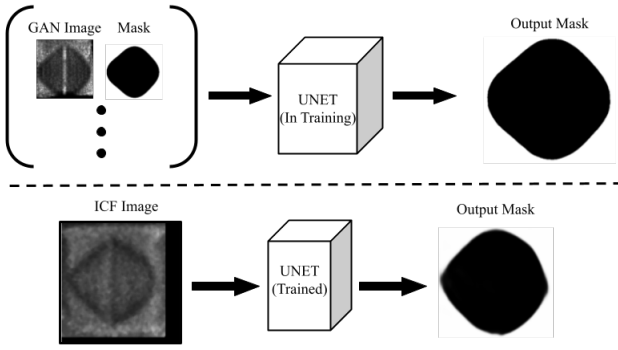 GAN Image Mask
UNET
(In Training)
Output Mask
ICF Image
UNET
(Trained)
Output Mask